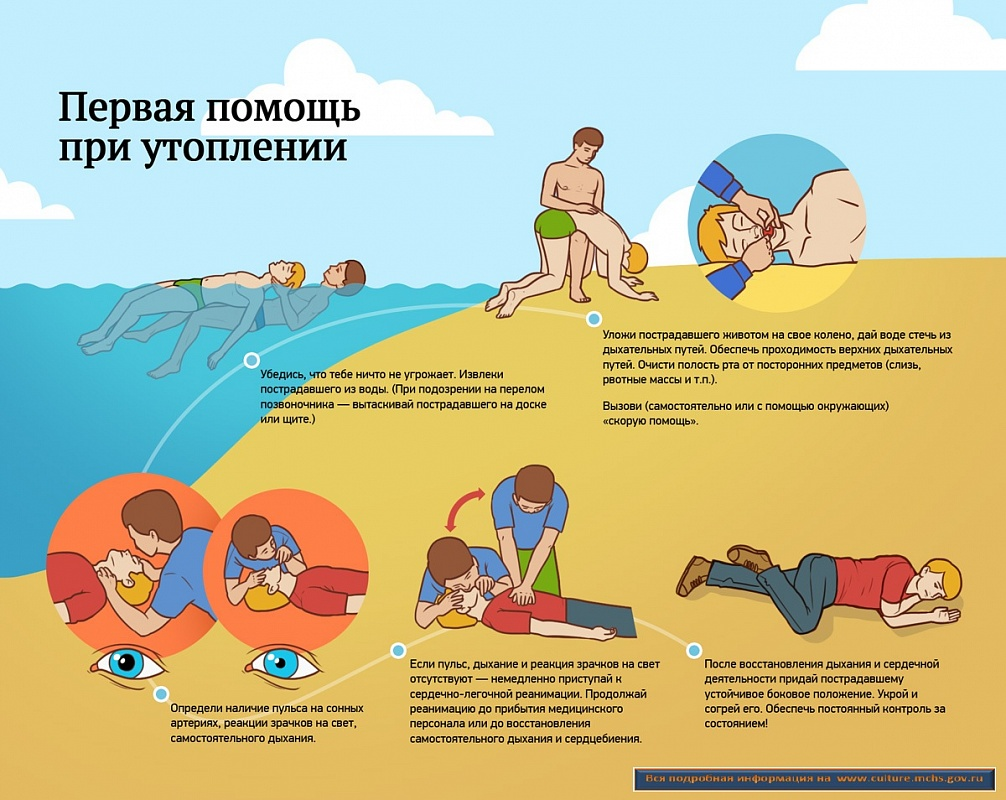 Первая помощь
при утоплении
Убедись, что тебе ничто не угрожает. Извлеки
пострадавшего из воды. (При подозрении на перелом
позвоночника — вытаскивай пострадавшего на доске
или щите.)
Уложи пострадавшего животом на свое колено, дай воде стечь из
дыхательных путей. Обеспечь проходимость верхних дыхательных
путей. Очисти полость рта от посторонних предметов (слизь,
рвотные массы и т.п.).
Вызови (самостоятельно или с помощью окружающих)
«скорую помощь».
Определи наличие пульса на сонных
артериях, реакции зрачков на свет,
самостоятельного дыхания.
Если пульс, дыхание и реакция зрачков на свет
отсутствуют — немедленно приступай к
сердечно-легочной реанимации. Продолжай
реанимацию до прибытия медицинского
персонала или до восстановления
самостоятельного дыхания и сердцебиения.
После восстановления дыхания и сердечной
деятельности придай пострадавшему
устойчивое боковое положение. Укрой и
согрей его. Обеспечь постоянный контроль за
состоянием!
Вся подробная информация на www.culture.mchs.gov.ru